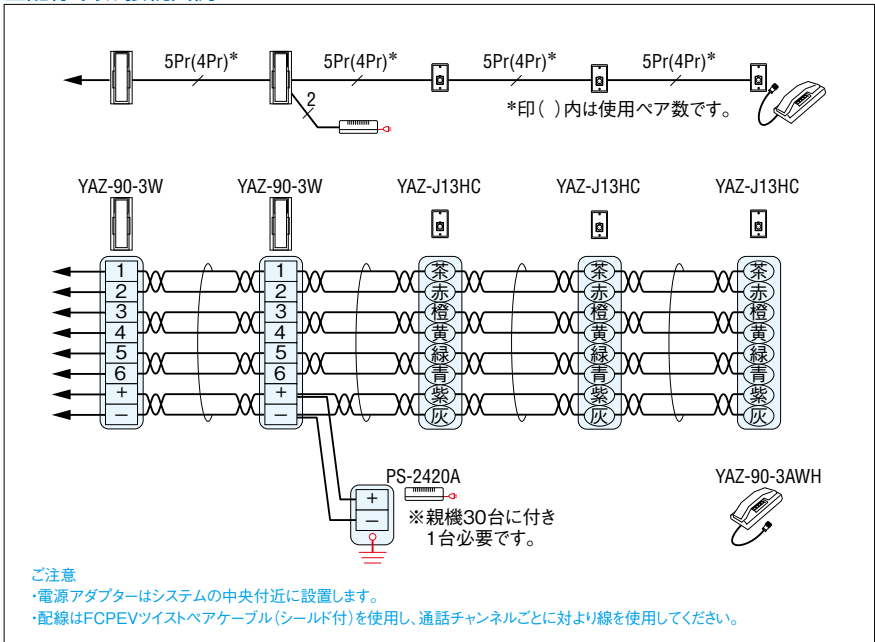 5Pr(4Pr)* 5Pr(4Pr)* 5Pr(4Pr)* 5Pr(4Pr)*
2
*印( )内は使用ペア数です。
YAZ-90-3W YAZ-90-3W YAZ-J13HC YAZ-J13HC YAZ-J13HC
1 1 茶 茶 茶
2 2 赤 赤 赤
3 3 橙 橙 橙
4 4 黄 黄 黄
5 5 緑 緑 緑
6 6 青 青 青
+ + 紫 紫 紫
− − 灰 灰 灰
PS-2420A YAZ-90-3AWH
+
−
※親機30台に付き
1台必要です。
ご注意
・電源アダプターはシステムの中央付近に設置します。
・配線はFCPEVツイストペアケーブル(シールド付)を使用し、通話チャンネルごとに対より線を使用してください。